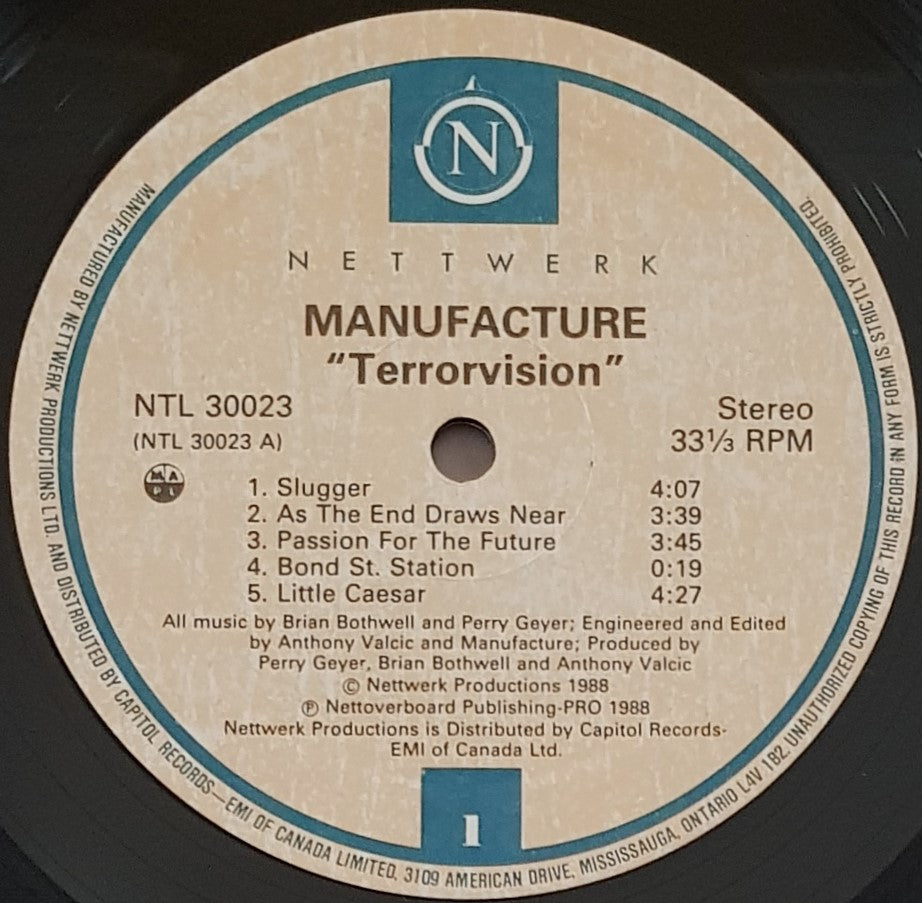 N
NETTWERK
MANUFACTURE
"Terrorvision"
NTL 30023
(NTL 30023 A)
Stereo
33⅓ RPM
MAPL
1. Slugger 4:07
2. As The End Draws Near 3:39
3. Passion For The Future 3:45
4. Bond St. Station 0:19
5. Little Caesar 4:27
All music by Brian Bothwell and Perry Geyer; Engineered and Edited
by Anthony Valcic and Manufacture; Produced by
Perry Geyer, Brian Bothwell and Anthony Valcic
© Nettwerk Productions 1988
℗ Nettoverboard Publishing-PRO 1988
Nettwerk Productions is Distributed by Capitol Records-
EMI of Canada Ltd.
1
MANUFACTURED BY NETTWERK PRODUCTIONS LTD. AND DISTRIBUTED BY CAPITOL RECORDS—EMI OF CANADA LIMITED, 3109 AMERICAN DRIVE, MISSISSAUGA, ONTARIO L4V 1B2. UNAUTHORIZED COPYING OF THIS RECORD IN ANY FORM IS STRICTLY PROHIBITED.